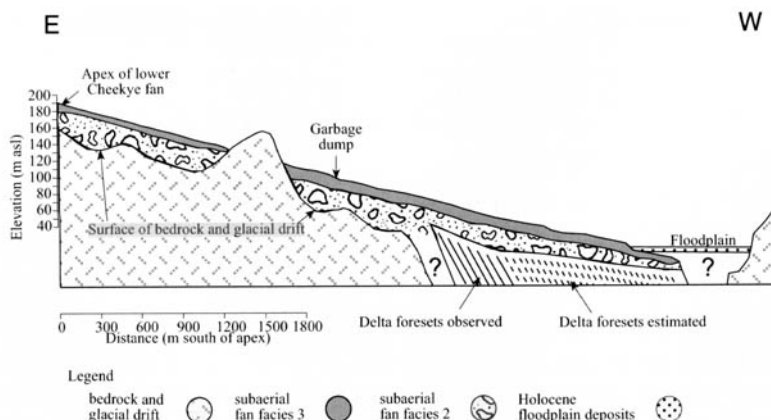 E
W
Apex of lower
Cheekye fan
Garbage
dump
Elevation (m asl)
200
180
160
140
120
100
80
60
40
Surface of bedrock and glacial drift
Floodplain
?
?
Delta foresets observed
Delta foresets estimated
0 300 600 900 1200 1500 1800
Distance (m south of apex)
Legend
bedrock and
glacial drift
subaerial
fan facies 3
subaerial
fan facies 2
Holocene
floodplain deposits